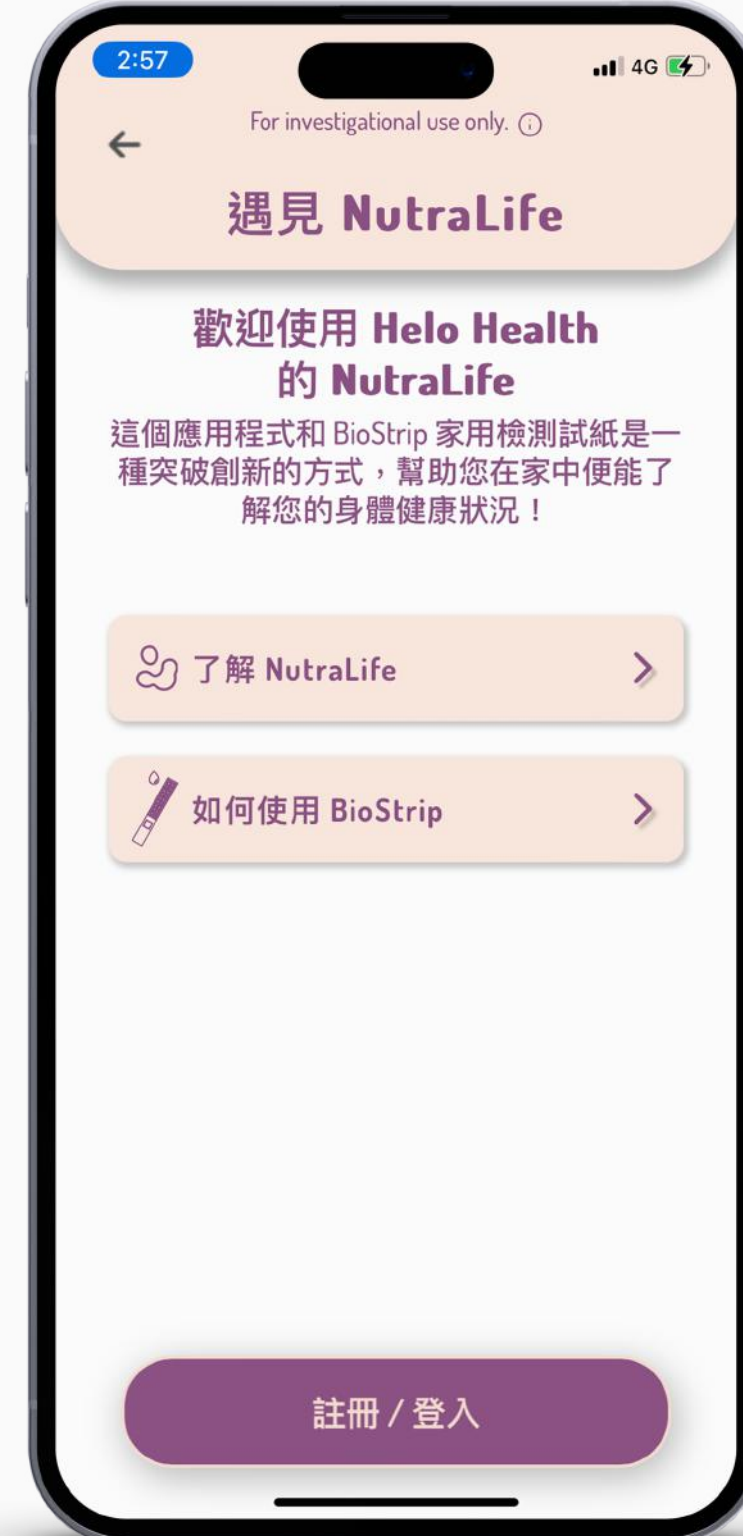 2:57
4G
For investigational use only.
遇見 NutraLife
歡迎使用 Helo Health
的 NutraLife
這個應用程式和 BioStrip 家用檢測試紙是一
種突破創新的方式，幫助您在家中便能了
解您的身體健康狀況！
了解 NutraLife
如何使用 BioStrip
註冊 / 登入